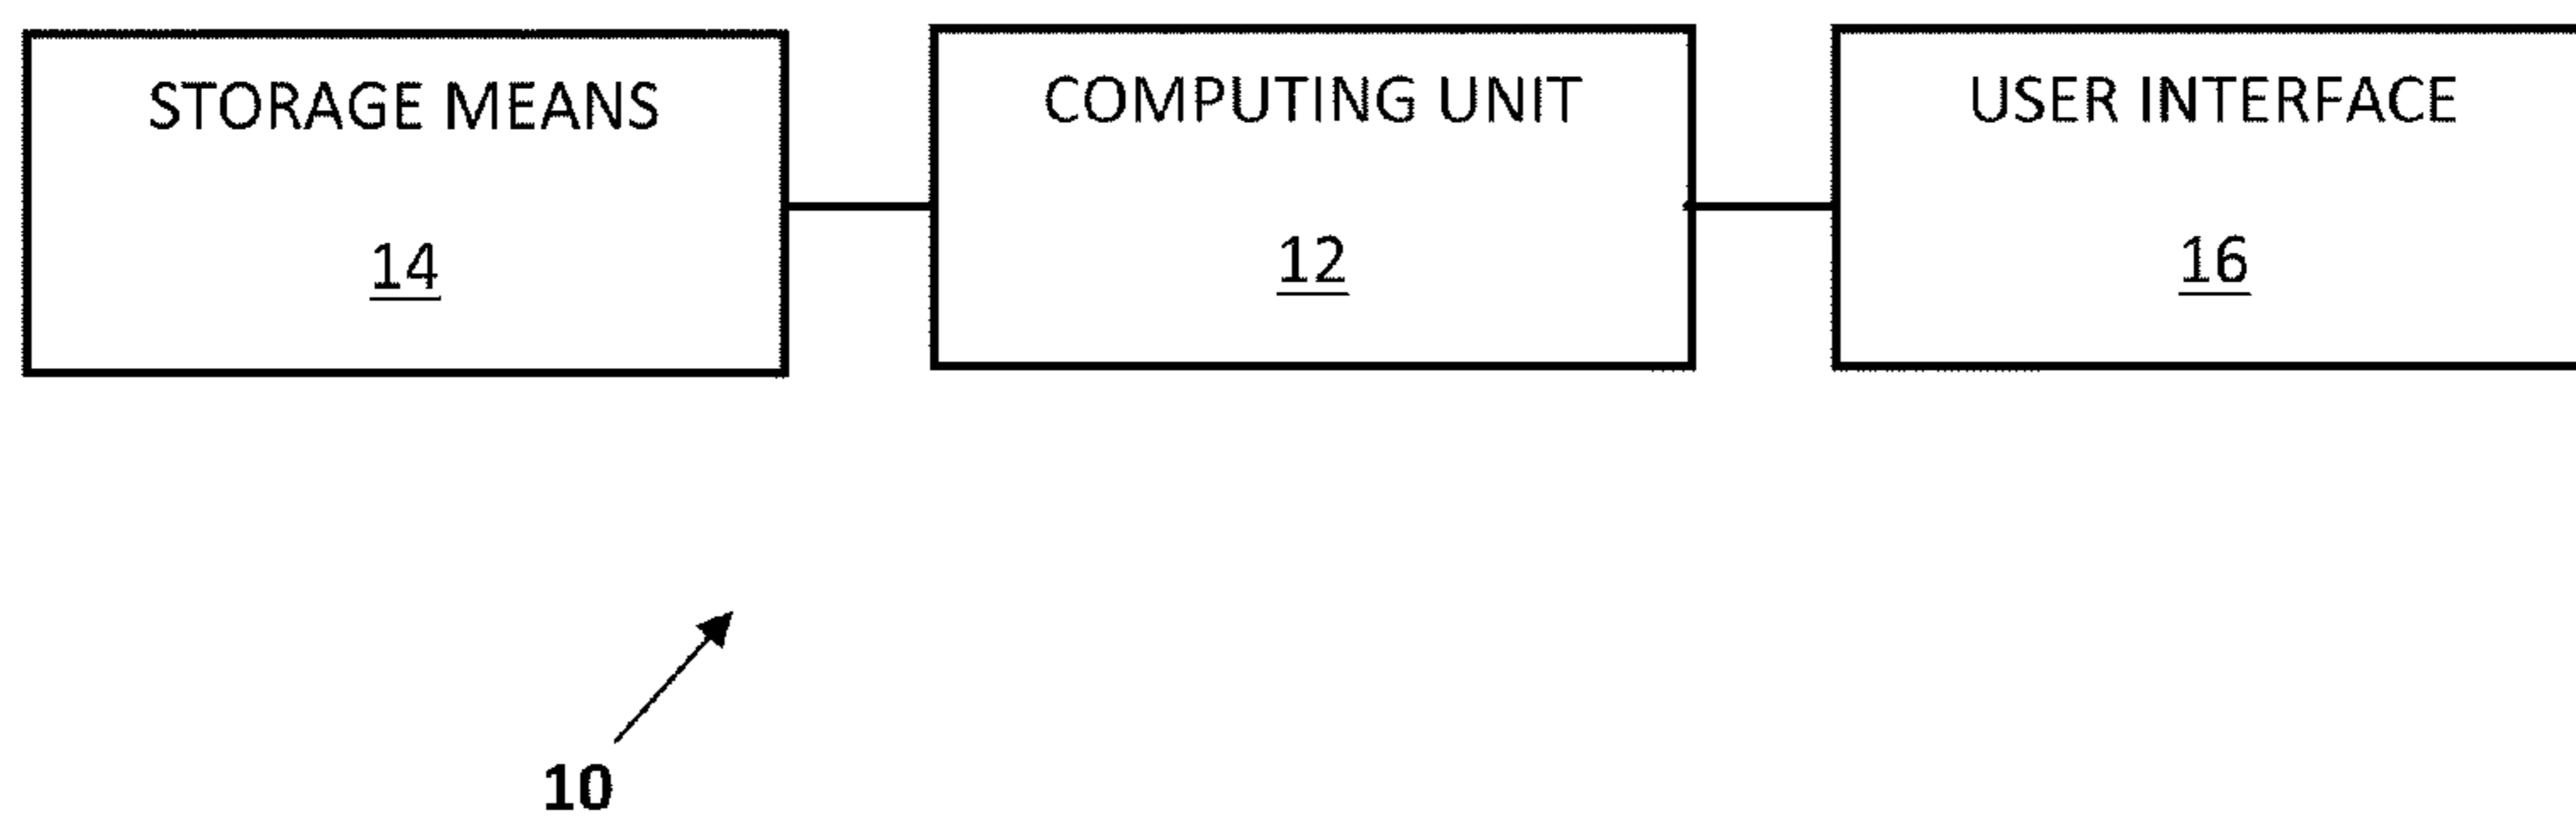 STORAGE MEANS
14
COMPUTING UNIT
12
USER INTERFACE
16
10